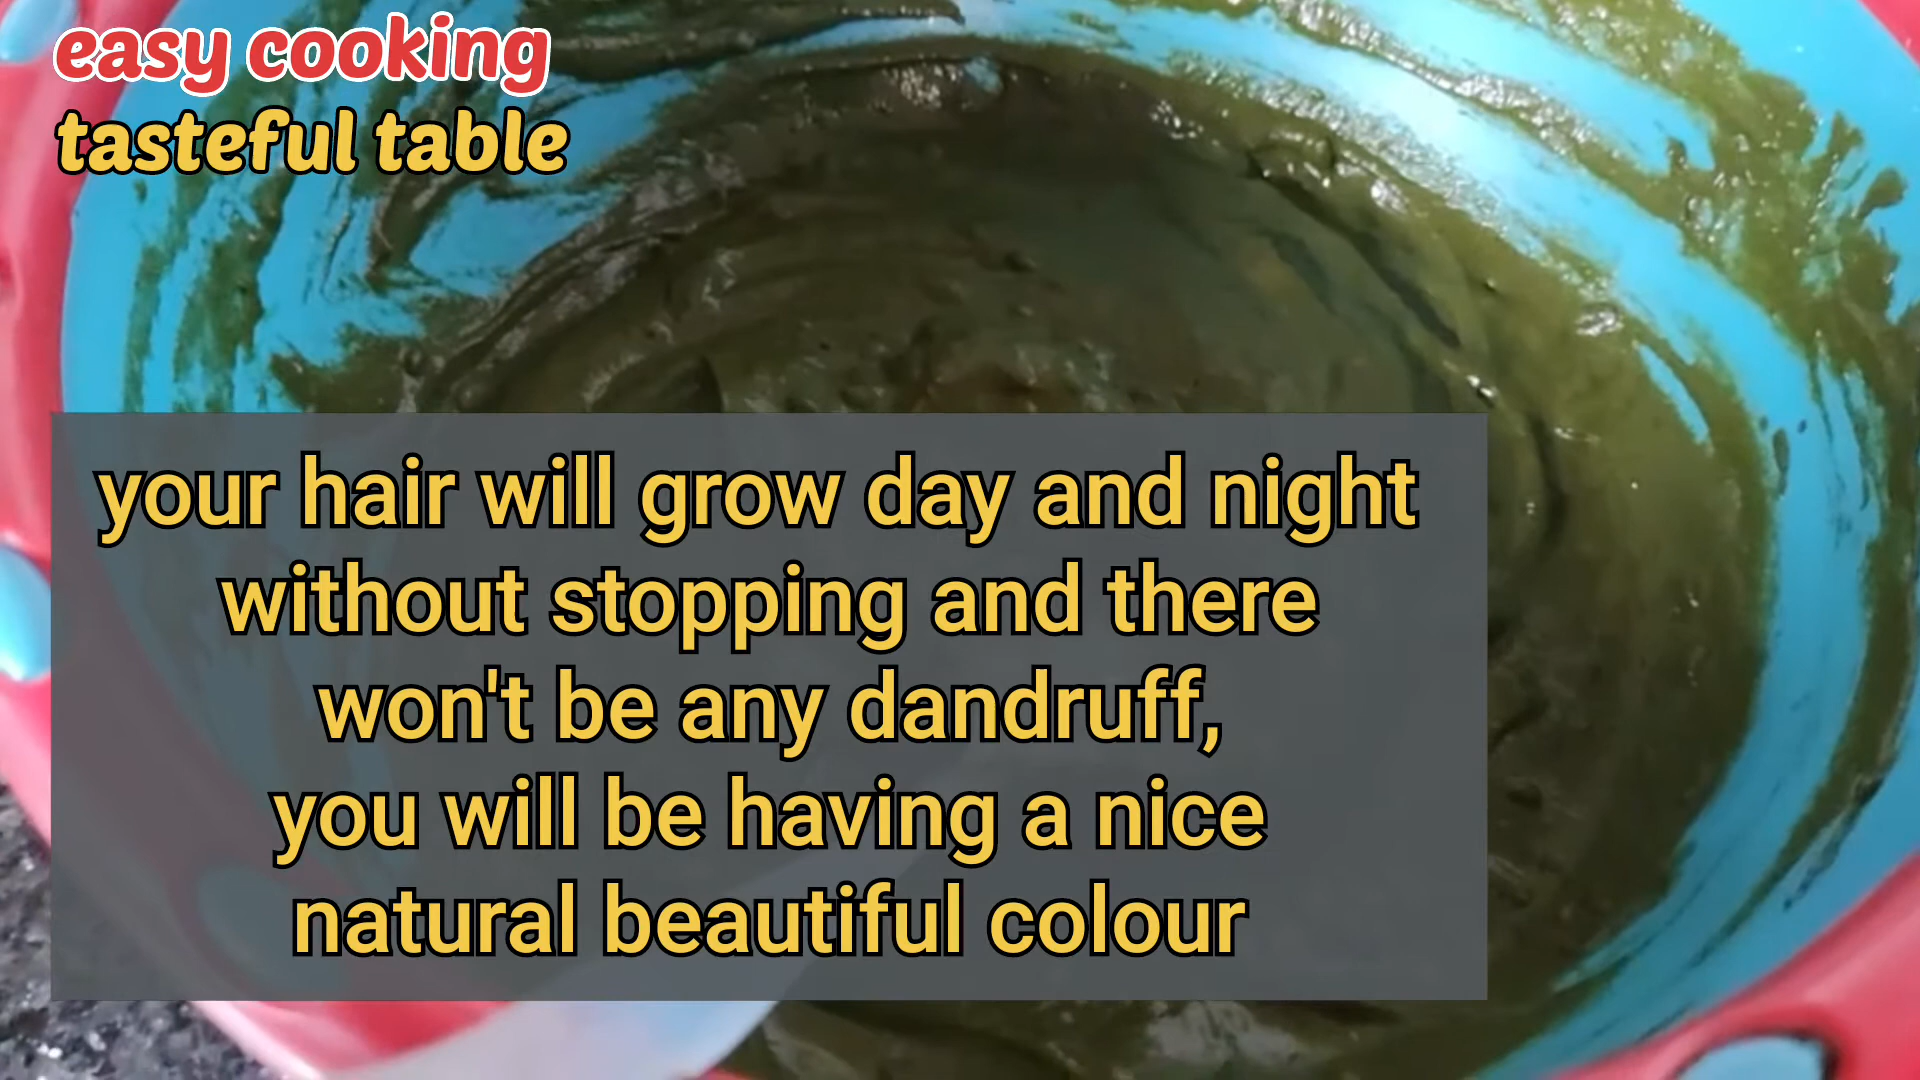 easy cooking
tasteful table
your hair will grow day and night
without stopping and there
won't be any dandruff,
you will be having a nice
natural beautiful colour